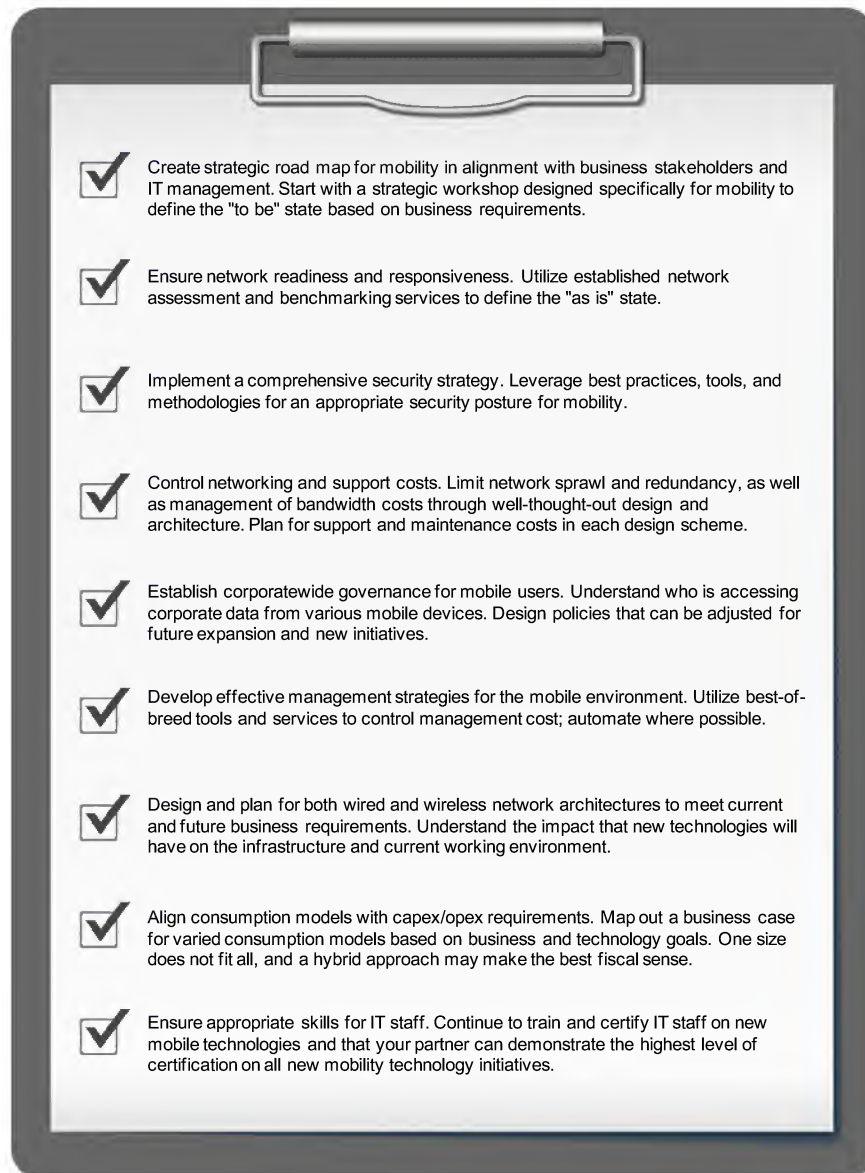 Create strategic road map for mobility in alignment with business stakeholders and
IT management. Start with a strategic workshop designed specifically for mobility to
define the "to be" state based on business requirements.
Ensure network readiness and responsiveness. Utilize established network
assessment and benchmarking services to define the "as is" state.
Implement a comprehensive security strategy. Leverage best practices, tools, and
methodologies for an appropriate security posture for mobility.
Control networking and support costs. Limit network sprawl and redundancy, as well
as management of bandwidth costs through well-thought-out design and
architecture. Plan for support and maintenance costs in each design scheme.
Establish corporatewide governance for mobile users. Understand who is accessing
corporate data from various mobile devices. Design policies that can be adjusted for
future expansion and new initiatives.
Develop effective management strategies for the mobile environment. Utilize best-of-
breed tools and services to control management cost; automate where possible.
Design and plan for both wired and wireless network architectures to meet current
and future business requirements. Understand the impact that new technologies will
have on the infrastructure and current working environment.
Align consumption models with capex/opex requirements. Map out a business case
for varied consumption models based on business and technology goals. One size
does not fit all, and a hybrid approach may make the best fiscal sense.
Ensure appropriate skills for IT staff. Continue to train and certify IT staff on new
mobile technologies and that your partner can demonstrate the highest level of
certification on all new mobility technology initiatives.